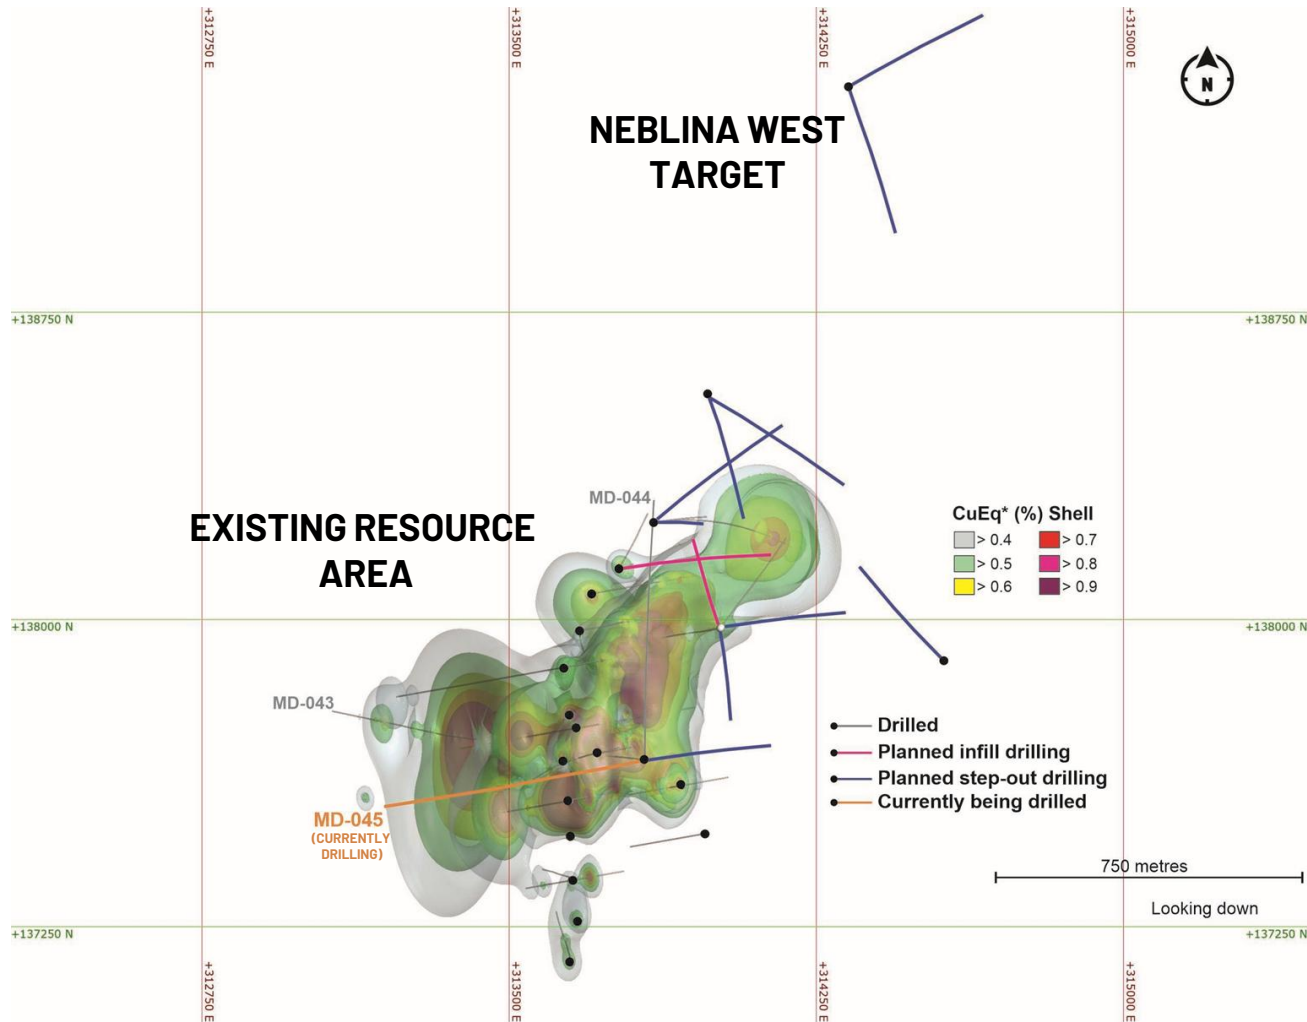 +312750 E
+313500 E
+314250 E
+315000 E
N
NEBLINA WEST
TARGET
+138750 N
+138750 N
MD-044
EXISTING RESOURCE
AREA
CuEq* (%) Shell
> 0.4
> 0.7
> 0.5
> 0.8
> 0.6
> 0.9
+138000 N
+138000 N
MD-043
Drilled
Planned infill drilling
Planned step-out drilling
Currently being drilled
MD-045
(CURRENTLY
DRILLING)
750 metres
Looking down
+137250 N
+137250 N
+312750 E
+313500 E
+314250 E
+315000 E